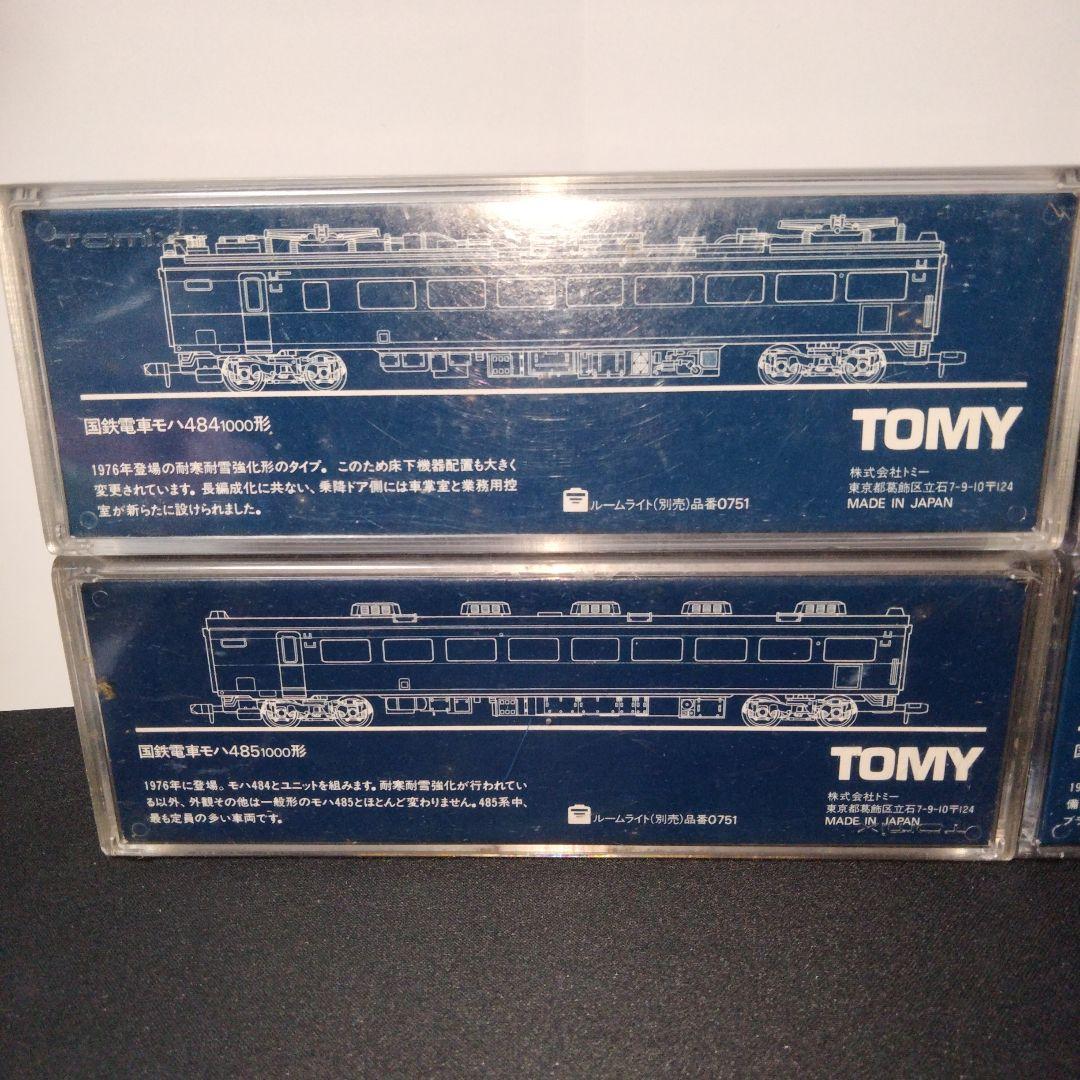 Tomix
国鉄電車モハ484 1000形
1976年登場の耐寒耐雪強化形のタイプ。このため床下機器配置も大きく
変更されています。長編成化に共ない、乗降ドア側には車掌室と業務用控
室が新らたに設けられました。
ルームライト(別売)品番0751
TOMY
株式会社トミー
東京都葛飾区立石7-9-10〒124
MADE IN JAPAN
国鉄電車モハ485 1000形
1976年に登場。モハ484とユニットを組みます。耐寒耐雪強化が行われてい
る以外、外観その他は一般形のモハ485とほとんど変わりません。485系中、
最も定員の多い車両です。
ルームライト(別売)品番0751
TOMY
株式会社トミー
東京都葛飾区立石7-9-10〒124
MADE IN JAPAN